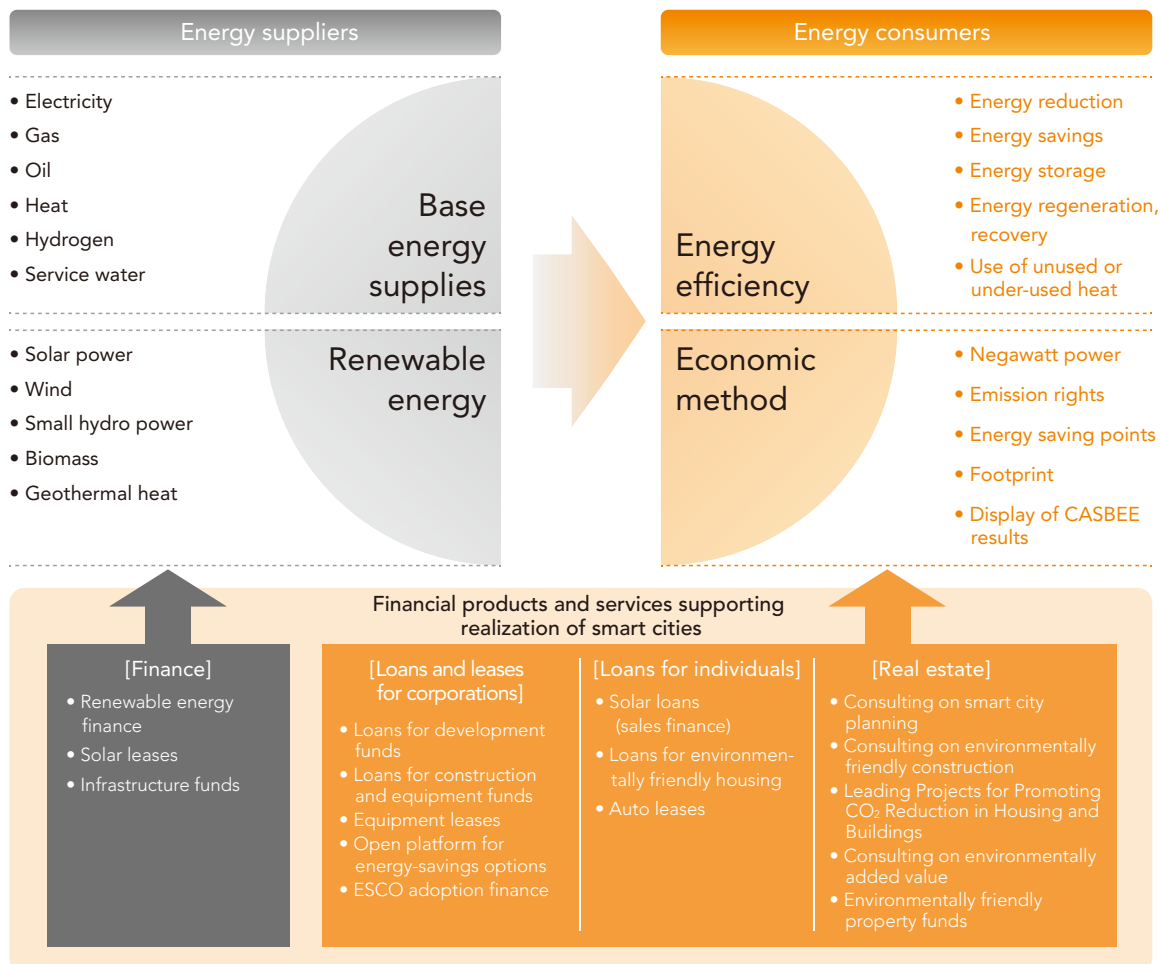 Energy suppliers
• Electricity
• Gas
• Oil
• Heat
• Hydrogen
• Service water
Base
energy
supplies
• Solar power
• Wind
• Small hydro power
• Biomass
• Geothermal heat
Renewable
energy
Energy consumers
Energy
efficiency
• Energy reduction
• Energy savings
• Energy storage
• Energy regeneration,
recovery
• Use of unused or
under-used heat
Economic
method
• Negawatt power
• Emission rights
• Energy saving points
• Footprint
• Display of CASBEE
results
Financial products and services supporting
realization of smart cities
[Finance]
• Renewable energy
finance
• Solar leases
• Infrastructure funds
[Loans and leases
for corporations]
• Loans for development
funds
• Loans for construction
and equipment funds
• Equipment leases
• Open platform for
energy-savings options
• ESCO adoption finance
[Loans for individuals]
• Solar loans
(sales finance)
• Loans for environmen-
tally friendly housing
• Auto leases
[Real estate]
• Consulting on smart city
planning
• Consulting on environmentally
friendly construction
• Leading Projects for Promoting
CO₂ Reduction in Housing and
Buildings
• Consulting on environmentally
added value
• Environmentally friendly
property funds